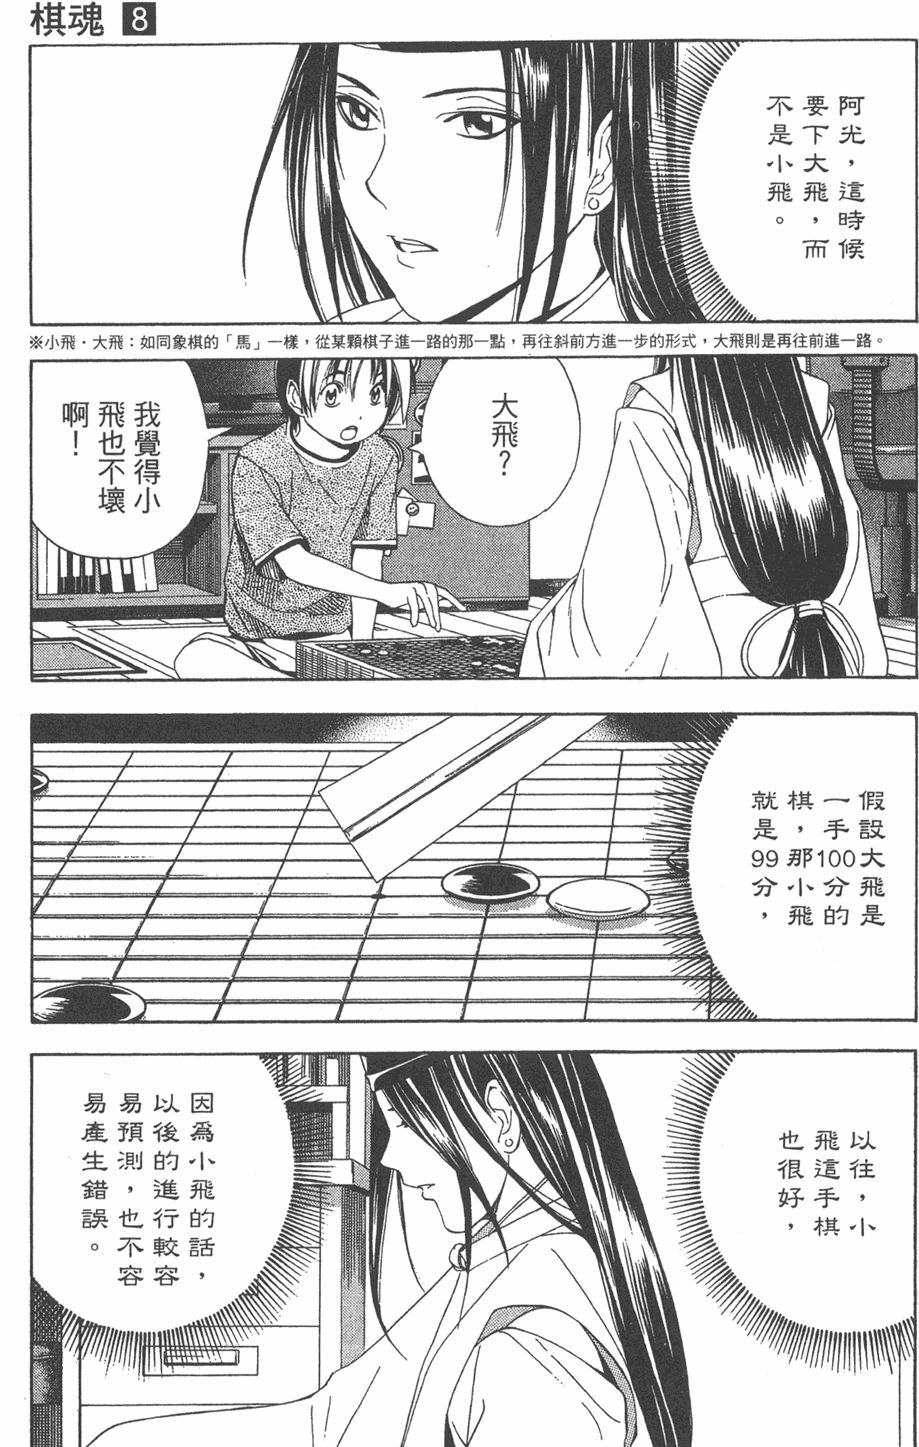 棋魂 8
阿光，這時候
要下大飛，而
不是小飛。
※小飛・大飛：如同象棋的「馬」一樣，從某顆棋子進一路的那一點，再往斜前方進一步的形式，大飛則是再往前進一路。
大飛？
我覺得小
飛也不壞
啊！
假設大飛是
一手100分的
棋，那小飛
就是99分，
以往，小
飛這手棋
也很好，
因為小飛的話，
以後的進行較容
易預測，也不容
易產生錯誤。